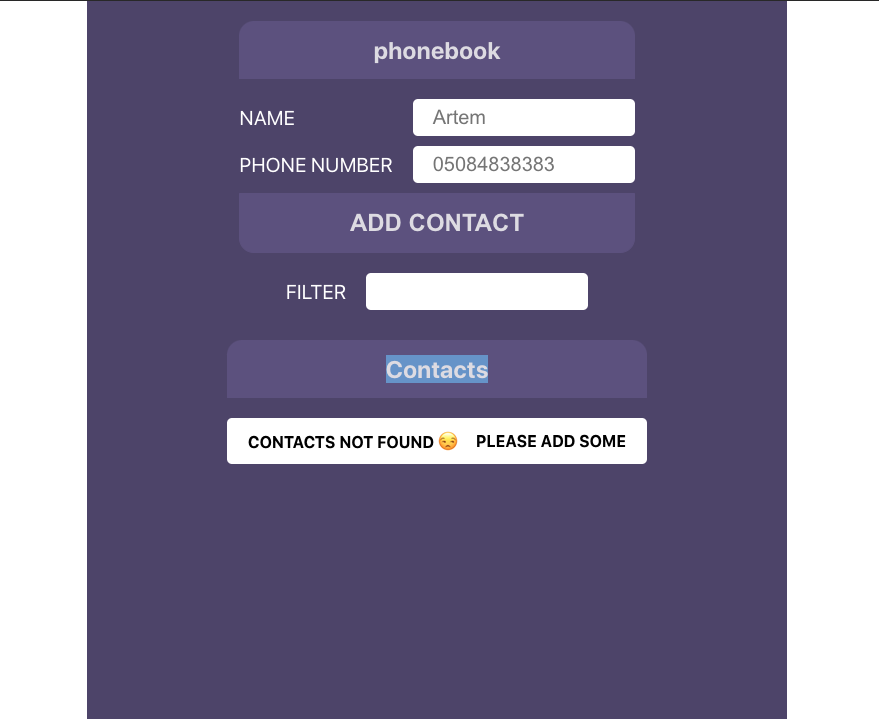 phonebook
NAME Artem
PHONE NUMBER 05084838383
ADD CONTACT
FILTER
Contacts
CONTACTS NOT FOUND 😒 PLEASE ADD SOME